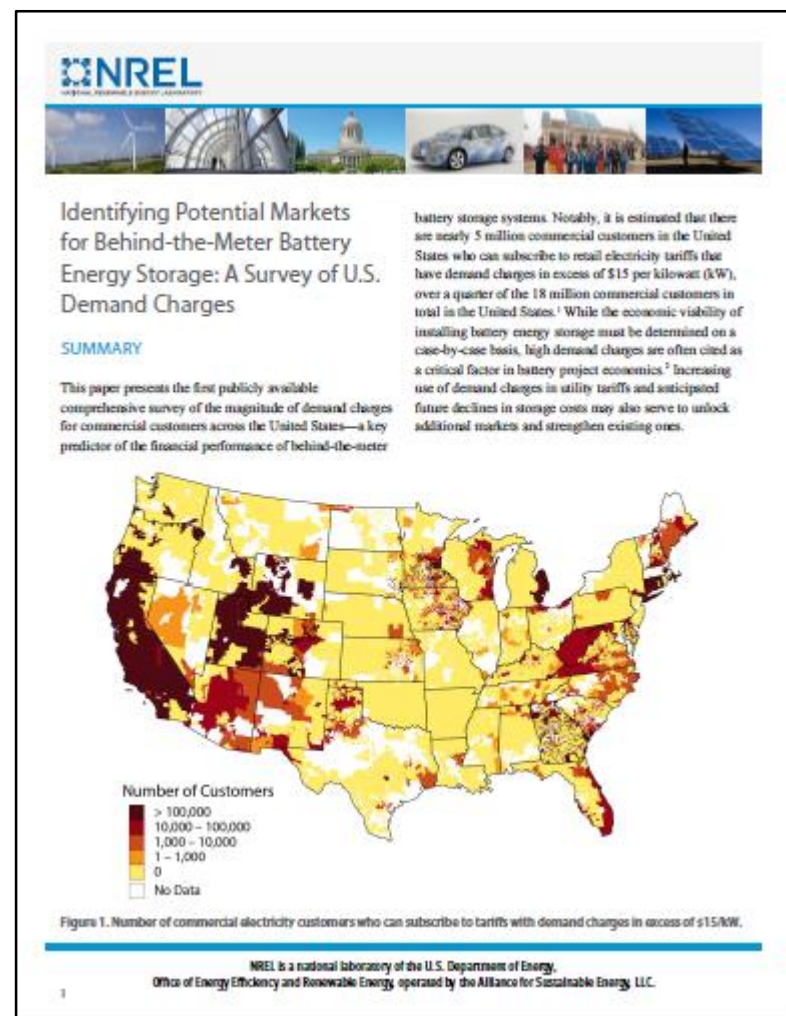 NREL
NATIONAL RENEWABLE ENERGY LABORATORY
Identifying Potential Markets
for Behind-the-Meter Battery
Energy Storage: A Survey of U.S.
Demand Charges
SUMMARY
This paper presents the first publicly available
comprehensive survey of the magnitude of demand charges
for commercial customers across the United States—a key
predictor of the financial performance of behind-the-meter
battery storage systems. Notably, it is estimated that there
are nearly 5 million commercial customers in the United
States who can subscribe to retail electricity tariffs that
have demand charges in excess of $15 per kilowatt (kW),
over a quarter of the 18 million commercial customers in
total in the United States.¹ While the economic viability of
installing battery energy storage must be determined on a
case-by-case basis, high demand charges are often cited as
a critical factor in battery project economics.² Increasing
use of demand charges in utility tariffs and anticipated
future declines in storage costs may also serve to unlock
additional markets and strengthen existing ones.
Number of Customers
> 100,000
10,000 – 100,000
1,000 – 10,000
1 – 1,000
0
No Data
Figure 1. Number of commercial electricity customers who can subscribe to tariffs with demand charges in excess of $15/kW.
NREL is a national laboratory of the U.S. Department of Energy,
Office of Energy Efficiency and Renewable Energy, operated by the Alliance for Sustainable Energy, LLC.
1